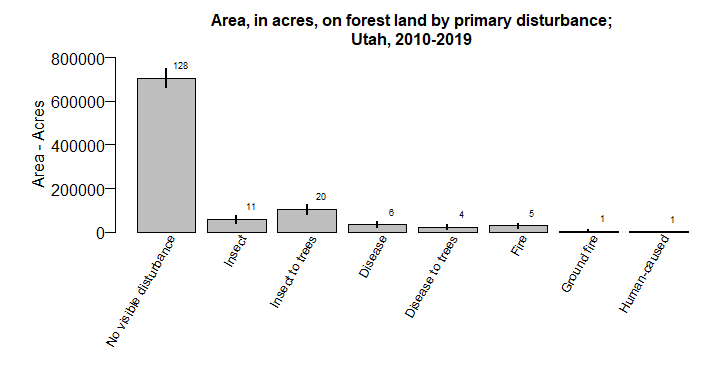 Area, in acres, on forest land by primary disturbance;
Utah, 2010-2019
Area - Acres
800000
600000
400000
200000
0
128
11
20
6
4
5
1
1
No visible disturbance
Insect
Insect to trees
Disease
Disease to trees
Fire
Ground fire
Human-caused